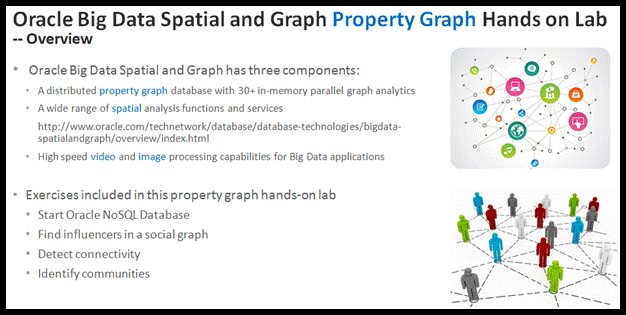 Oracle Big Data Spatial and Graph Property Graph Hands on Lab
-- Overview
• Oracle Big Data Spatial and Graph has three components:
• A distributed property graph database with 30+ in-memory parallel graph analytics
• A wide range of spatial analysis functions and services
http://www.oracle.com/technetwork/database/database-technologies/bigdata-
spatialandgraph/overview/index.html
• High speed video and image processing capabilities for Big Data applications
• Exercises included in this property graph hands-on lab
• Start Oracle NoSQL Database
• Find influencers in a social graph
• Detect connectivity
• Identify communities